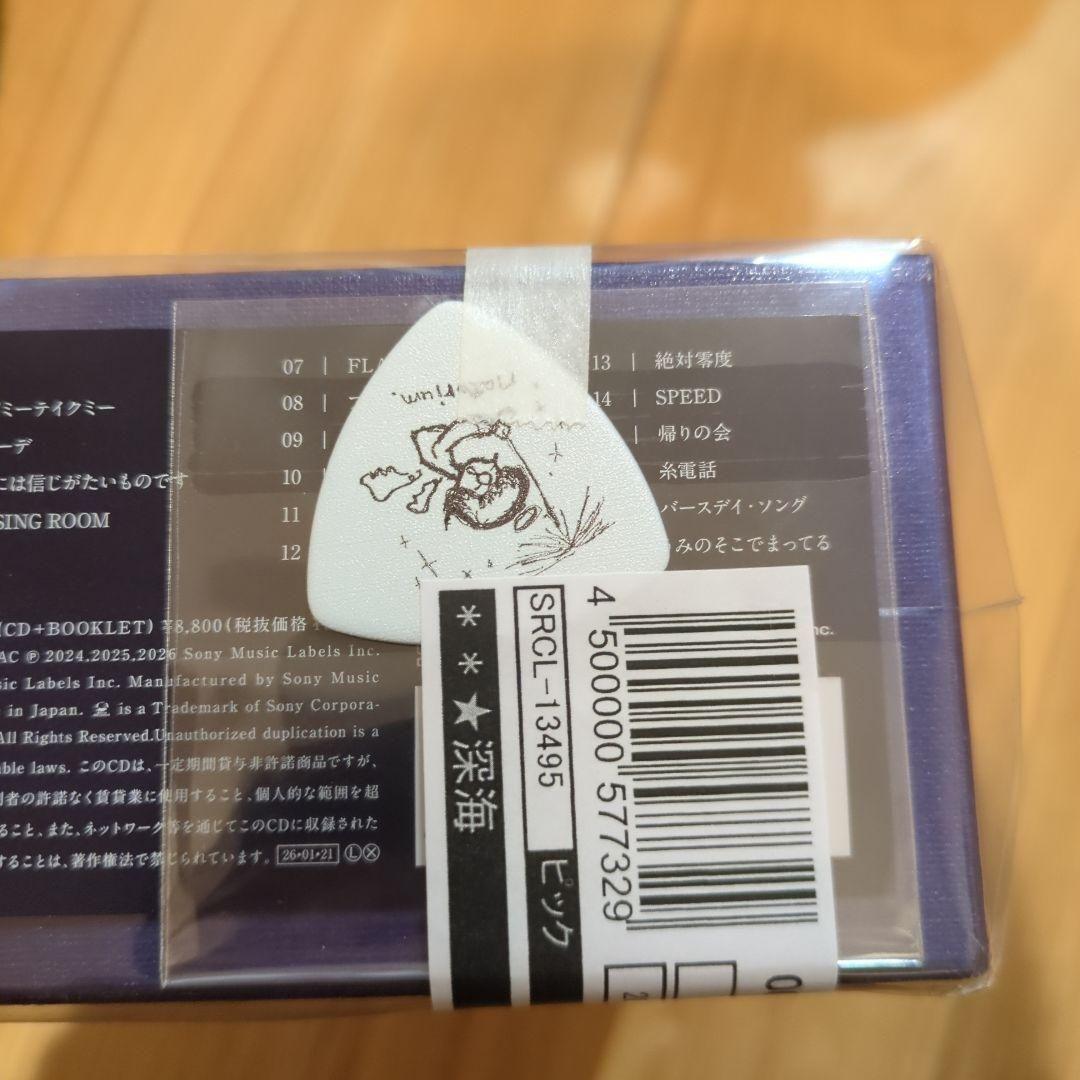 ミーテイクミー
ーデ
には信じがたいものです
SING ROOM
07 | FLA
08 |
09 |
10
11
12
13 | 絶対零度
14 | SPEED
| 帰りの会
糸電話
バースデイ・ソング
みのそこでまってる
(CD+BOOKLET) ¥8,800(税抜価格
AC ℗ 2024,2025,2026 Sony Music Labels Inc.
sic Labels Inc. Manufactured by Sony Music
e in Japan. is a Trademark of Sony Corpora-
All Rights Reserved.Unauthorized duplication is a
able laws. このCDは、一定期間貸与非許諾商品ですが、
利者の許諾なく賃貸業に使用すること、個人的な範囲を超
ること、また、ネットワーク等を通じてこのCDに収録された
することは、著作権法で禁じられています。 26・01・21 Ⓛ Ⓧ
nc.
**★深海
SRCL-13495
ピック
4 500000 577329